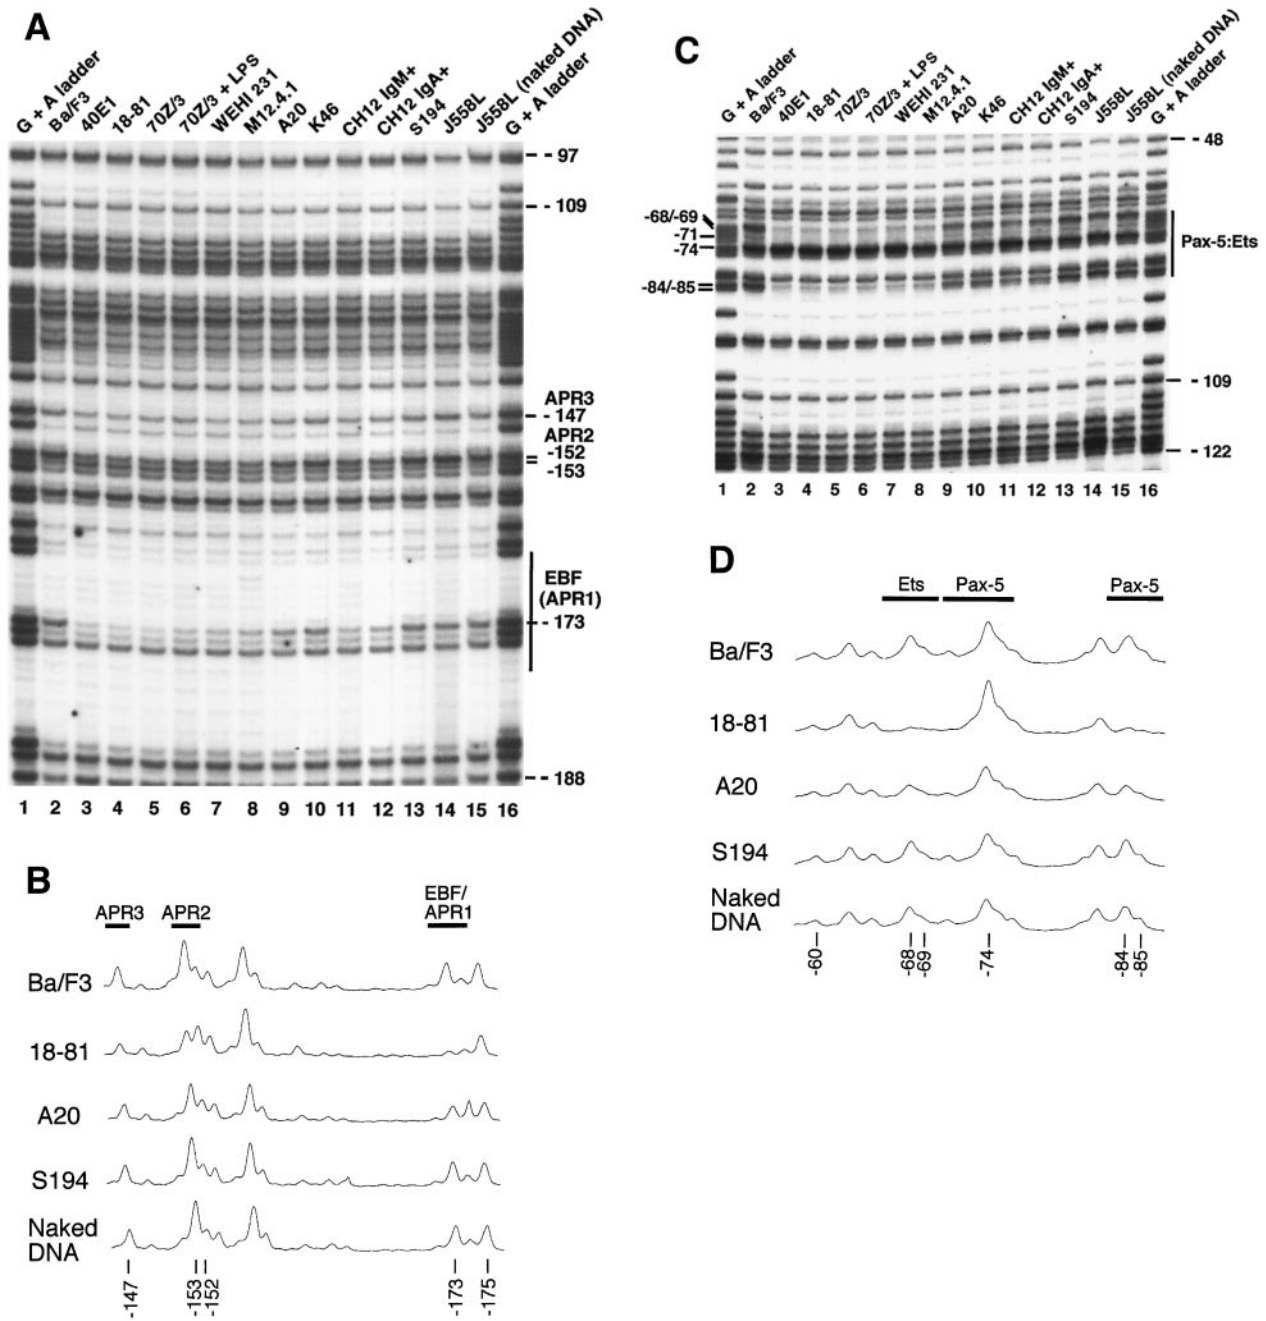 A
G + A ladder
Ba/F3
40E1
18-81
70Z/3
70Z/3 + LPS
WEHI 231
M12.4.1
A20
K46
CH12 IgM+
CH12 IgA+
S194
J558L
J558L (naked DNA)
G + A ladder
- - 97
- - 109
APR3
- - 147
APR2
-152
-153
EBF
(APR1)
- - 173
- - 188
1 2 3 4 5 6 7 8 9 10 11 12 13 14 15 16
B
APR3 APR2 EBF/
APR1
Ba/F3
18-81
A20
S194
Naked
DNA
-147
-153
-152
-173
-175
C
G + A ladder
Ba/F3
40E1
18-81
70Z/3
70Z/3 + LPS
WEHI 231
M12.4.1
A20
K46
CH12 IgM+
CH12 IgA+
S194
J558L
J558L (naked DNA)
G + A ladder
- - 48
-68/-69
-71
-74
Pax-5:Ets
-84/-85
- - 109
- - 122
1 2 3 4 5 6 7 8 9 10 11 12 13 14 15 16
D
Ets Pax-5 Pax-5
Ba/F3
18-81
A20
S194
Naked
DNA
-60
-68
-69
-74
-84
-85